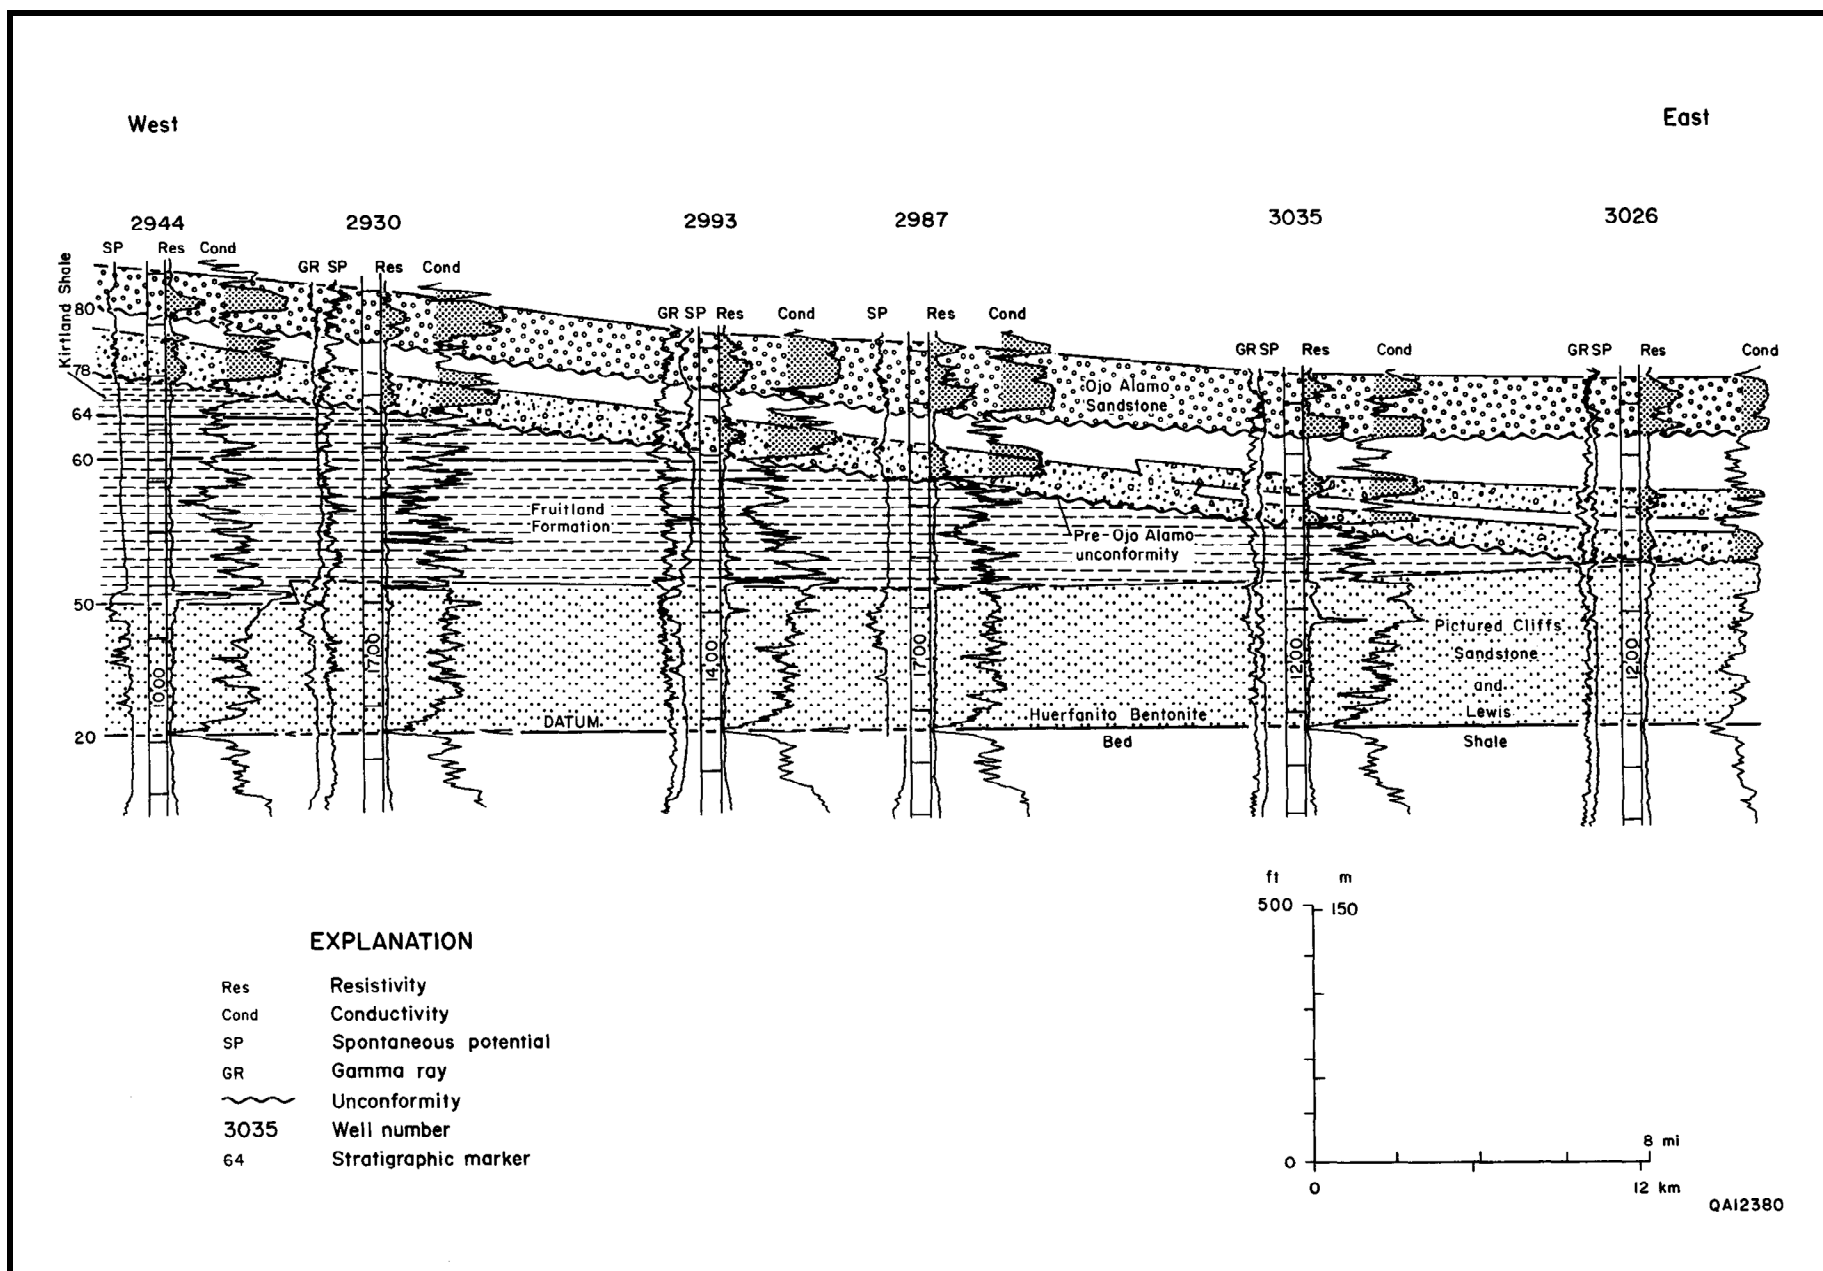 West
East
2944
2930
2993
2987
3035
3026
SP Res Cond
GR SP Res Cond
GR SP Res Cond
SP Res Cond
GR SP Res Cond
GR SP Res Cond
Kirtland Shale
80
78
64
60
50
20
Ojo Alamo
Sandstone
Fruitland
Formation
Pre-Ojo Alamo
unconformity
Pictured Cliffs
Sandstone
and
Lewis
Shale
1700
1400
1700
1200
1200
DATUM
Huerfanito Bentonite
Bed
ft m
500 150
0
8 mi
0 12 km
EXPLANATION
Res Resistivity
Cond Conductivity
SP Spontaneous potential
GR Gamma ray
Unconformity
3035 Well number
64 Stratigraphic marker
QA12380